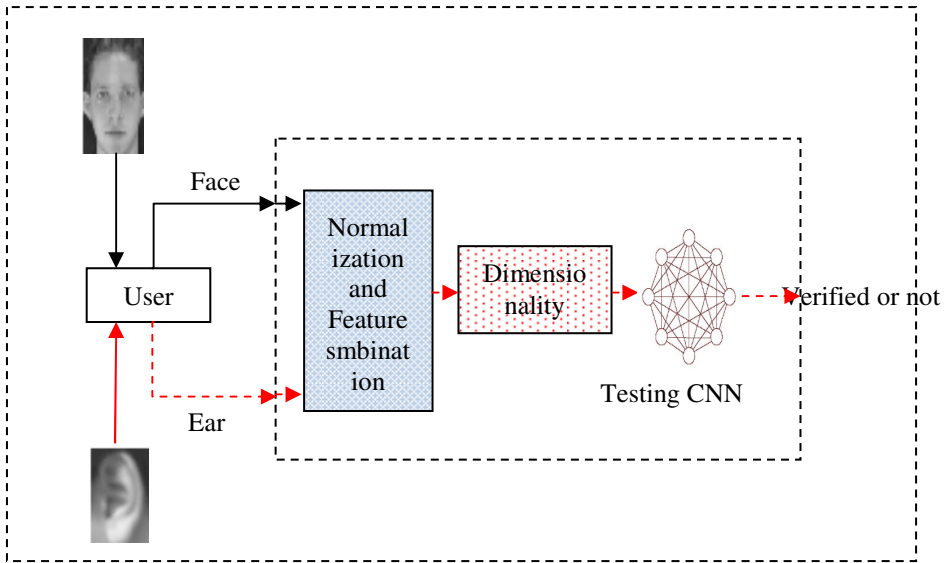 Face
User
Ear
Normal
ization
and
Feature
smbinat
ion
Dimensio
nality
Testing CNN
Verified or not